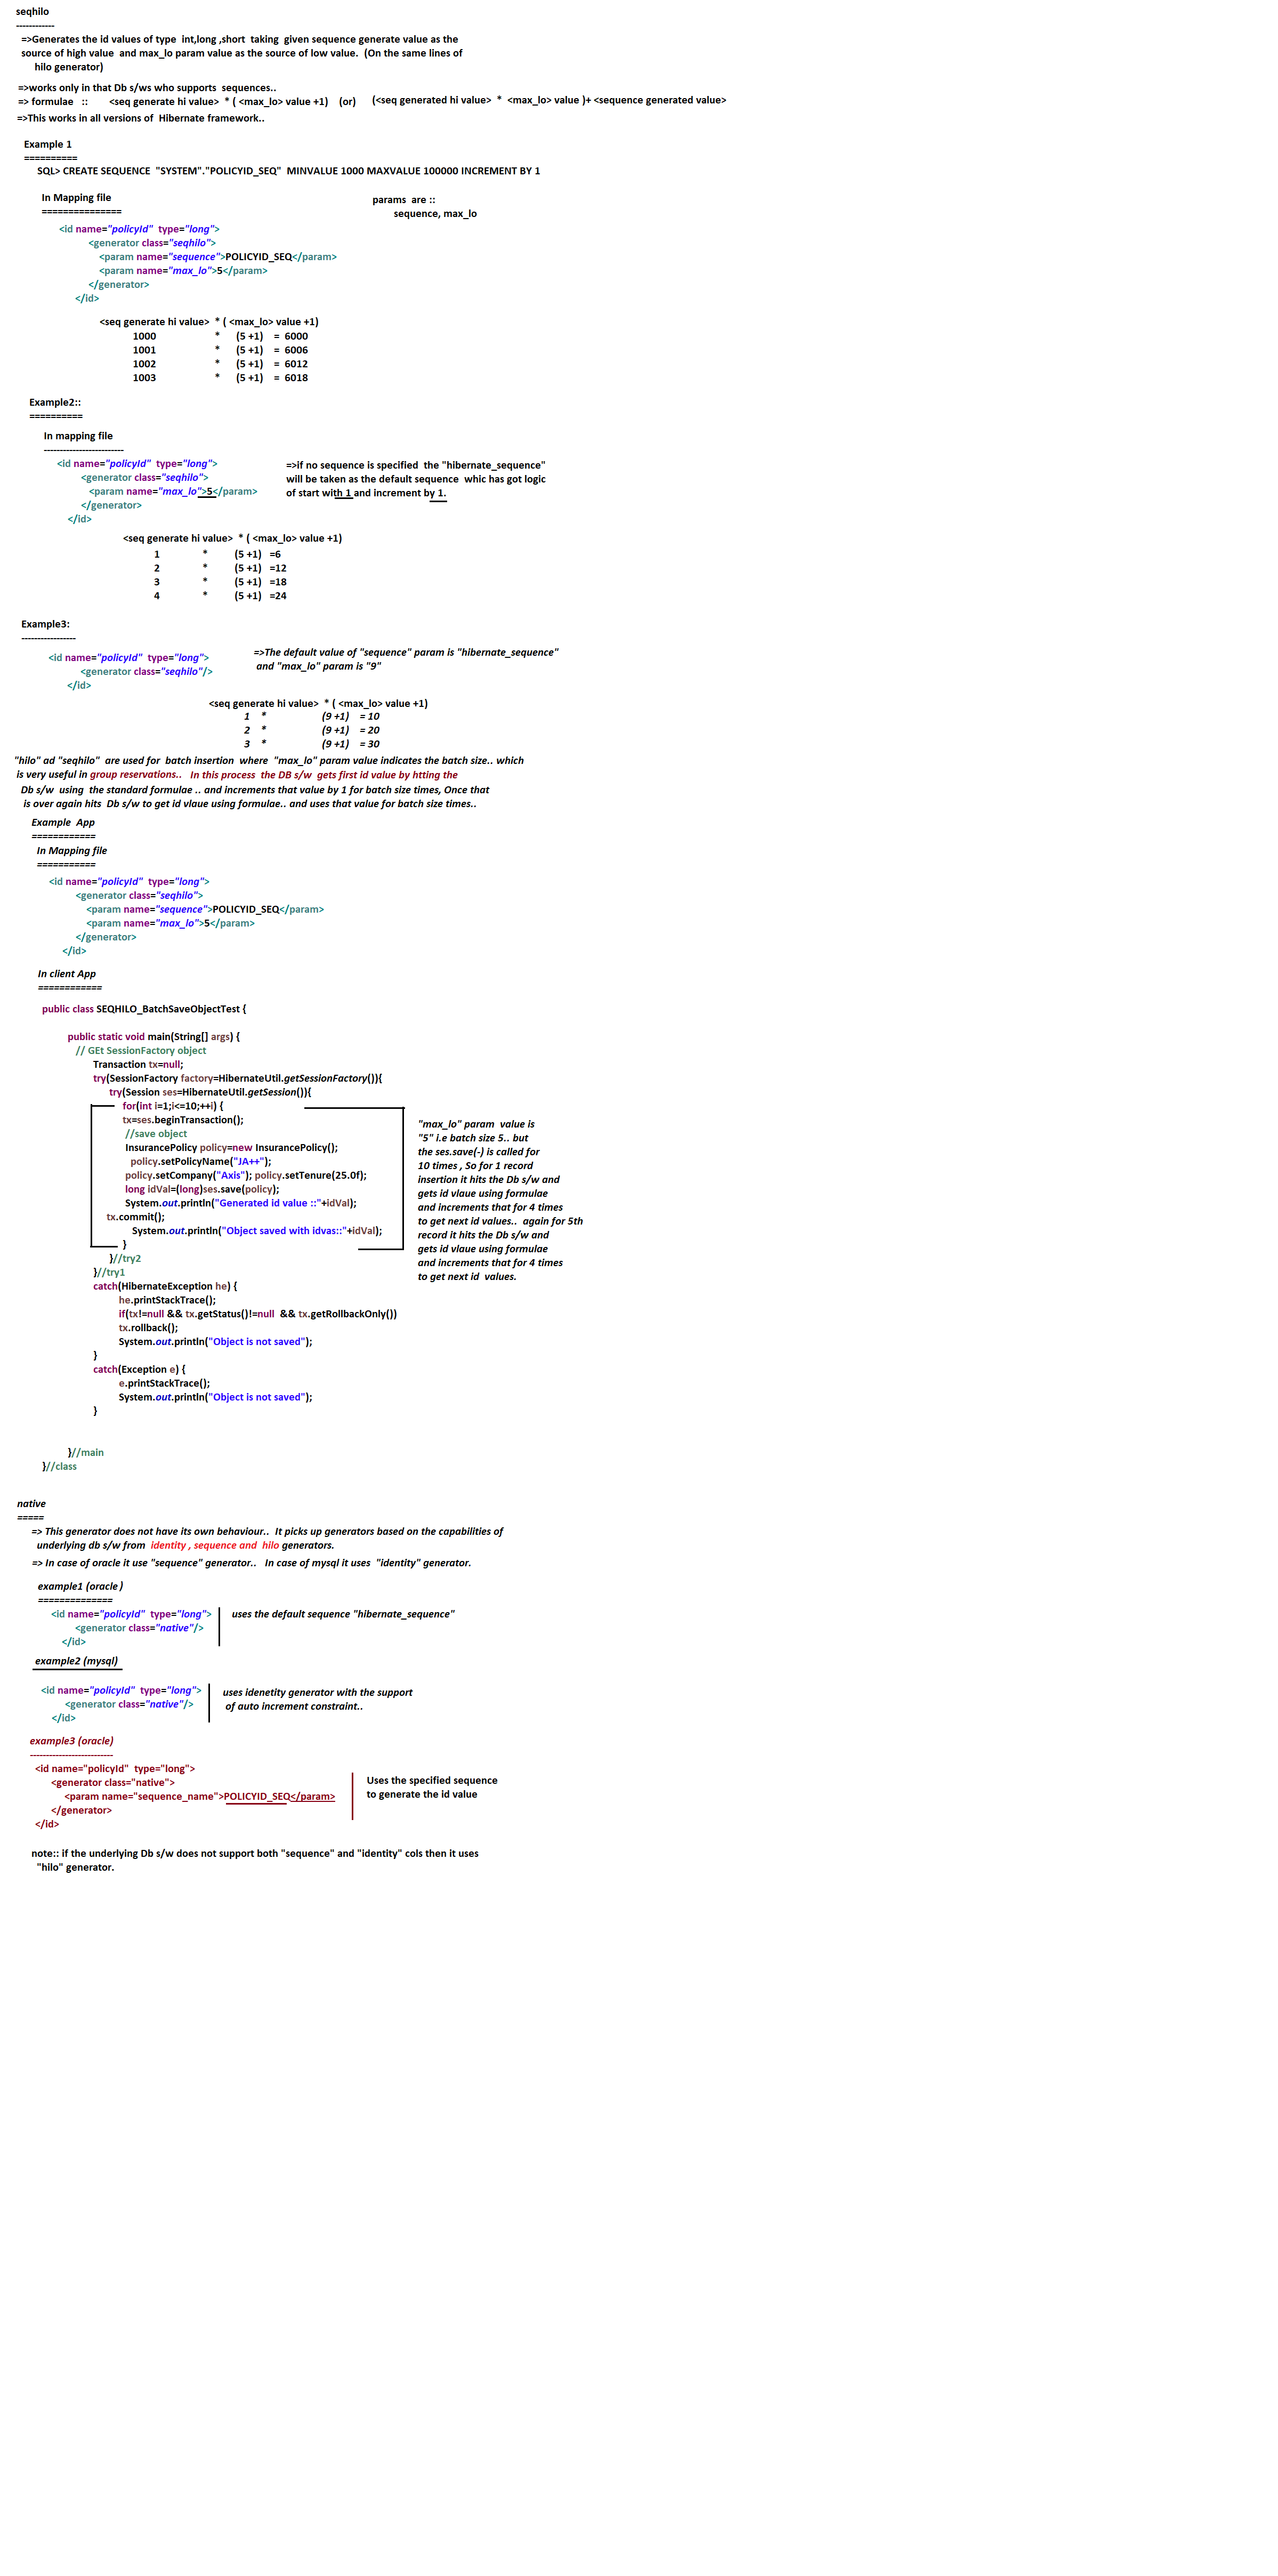 seqhilo
------------
=>Generates the id values of type  int,long ,short  taking  given sequence generate value as the
source of high value  and max_lo param value as the source of low value.  (On the same lines of
hilo generator)
=>works only in that Db s/ws who supports  sequences..
=> formulae   ::       <seq generate hi value>  * ( <max_lo> value +1)    (or)      (<seq generated hi value>  *  <max_lo> value )+ <sequence generated value>
=>This works in all versions of  Hibernate framework..
Example 1
==========
SQL> CREATE SEQUENCE  "SYSTEM"."POLICYID_SEQ"  MINVALUE 1000 MAXVALUE 100000 INCREMENT BY 1
In Mapping file
===============
params  are ::
sequence, max_lo
<id name="policyId"  type="long">
<generator class="seqhilo">
<param name="sequence">POLICYID_SEQ</param>
<param name="max_lo">5</param>
</generator>
</id>
<seq generate hi value>  * ( <max_lo> value +1)
1000 * (5 +1) = 6000
1001 * (5 +1) = 6006
1002 * (5 +1) = 6012
1003 * (5 +1) = 6018
Example2::
==========
In mapping file
-------------------------
<id name="policyId"  type="long">
<generator class="seqhilo">
<param name="max_lo">5</param>
</generator>
</id>
=>if no sequence is specified  the "hibernate_sequence"
will be taken as the default sequence  whic has got logic
of start with 1 and increment by 1.
<seq generate hi value>  * ( <max_lo> value +1)
1 * (5 +1) =6
2 * (5 +1) =12
3 * (5 +1) =18
4 * (5 +1) =24
Example3:
-----------------
<id name="policyId"  type="long">
<generator class="seqhilo"/>
</id>
=>The default value of "sequence" param is "hibernate_sequence"
and "max_lo" param is "9"
<seq generate hi value>  * ( <max_lo> value +1)
1 * (9 +1) = 10
2 * (9 +1) = 20
3 * (9 +1) = 30
"hilo" ad "seqhilo"  are used for  batch insertion  where  "max_lo" param value indicates the batch size.. which
is very useful in group reservations..   In this process  the DB s/w  gets first id value by htting the
Db s/w  using  the standard formulae .. and increments that value by 1 for batch size times, Once that
is over again hits  Db s/w to get id vlaue using formulae.. and uses that value for batch size times..
Example  App
============
In Mapping file
===========
<id name="policyId"  type="long">
<generator class="seqhilo">
<param name="sequence">POLICYID_SEQ</param>
<param name="max_lo">5</param>
</generator>
</id>
In client App
============
public class SEQHILO_BatchSaveObjectTest {
public static void main(String[] args) {
// GEt SessionFactory object
Transaction tx=null;
try(SessionFactory factory=HibernateUtil.getSessionFactory()){
try(Session ses=HibernateUtil.getSession()){
for(int i=1;i<=10;++i) {
tx=ses.beginTransaction();
//save object
InsurancePolicy policy=new InsurancePolicy();
policy.setPolicyName("JA++");
policy.setCompany("Axis"); policy.setTenure(25.0f);
long idVal=(long)ses.save(policy);
System.out.println("Generated id value ::"+idVal);
tx.commit();
System.out.println("Object saved with idvas::"+idVal);
}
}//try2
}//try1
catch(HibernateException he) {
he.printStackTrace();
if(tx!=null && tx.getStatus()!=null  && tx.getRollbackOnly())
tx.rollback();
System.out.println("Object is not saved");
}
catch(Exception e) {
e.printStackTrace();
System.out.println("Object is not saved");
}
}//main
}//class
"max_lo" param  value is
"5" i.e batch size 5.. but
the ses.save(-) is called for
10 times , So for 1 record
insertion it hits the Db s/w and
gets id vlaue using formulae
and increments that for 4 times
to get next id values..  again for 5th
record it hits the Db s/w and
gets id vlaue using formulae
and increments that for 4 times
to get next id  values.
native
=====
=> This generator does not have its own behaviour..  It picks up generators based on the capabilities of
underlying db s/w from  identity , sequence and  hilo generators.
=> In case of oracle it use "sequence" generator..   In case of mysql it uses  "identity" generator.
example1 (oracle )
==============
<id name="policyId"  type="long">
<generator class="native"/>
</id>
uses the default sequence "hibernate_sequence"
example2 (mysql)
<id name="policyId"  type="long">
<generator class="native"/>
</id>
uses idenetity generator with the support
of auto increment constraint..
example3 (oracle)
--------------------------
<id name="policyId"  type="long">
<generator class="native">
<param name="sequence_name">POLICYID_SEQ</param>
</generator>
</id>
Uses the specified sequence
to generate the id value
note:: if the underlying Db s/w does not support both "sequence" and "identity" cols then it uses
"hilo" generator.